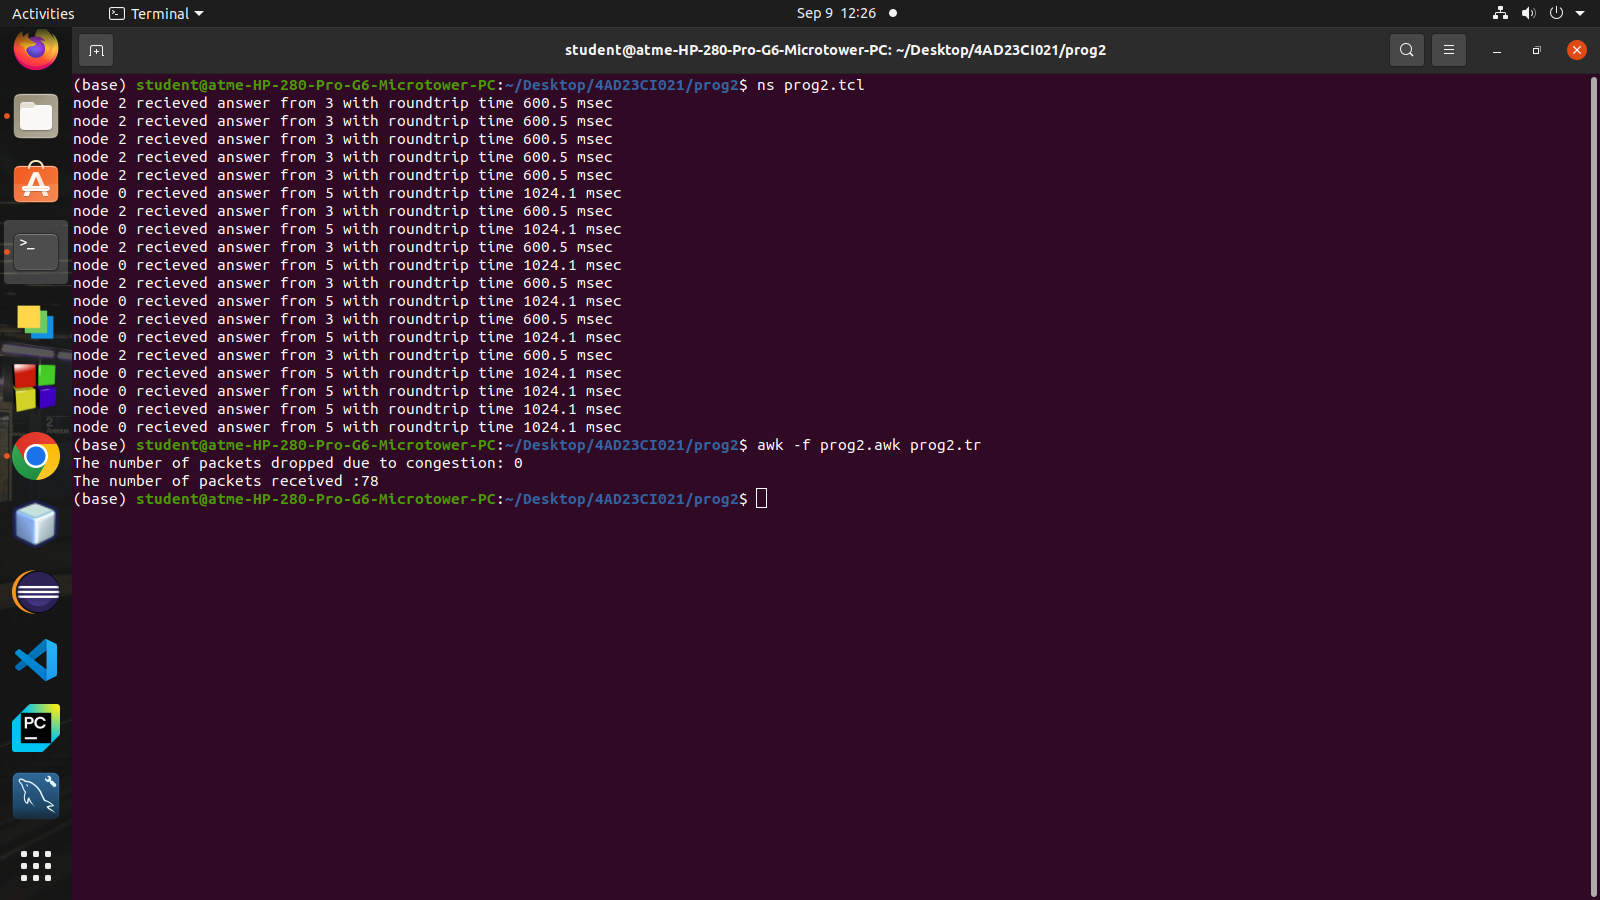 Activities
Terminal
Sep 9 12:26
student@atme-HP-280-Pro-G6-Microtower-PC: ~/Desktop/4AD23CI021/prog2
(base) student@atme-HP-280-Pro-G6-Microtower-PC:~/Desktop/4AD23CI021/prog2$ ns prog2.tcl
node 2 recieved answer from 3 with roundtrip time 600.5 msec
node 2 recieved answer from 3 with roundtrip time 600.5 msec
node 2 recieved answer from 3 with roundtrip time 600.5 msec
node 2 recieved answer from 3 with roundtrip time 600.5 msec
node 2 recieved answer from 3 with roundtrip time 600.5 msec
node 0 recieved answer from 5 with roundtrip time 1024.1 msec
node 2 recieved answer from 3 with roundtrip time 600.5 msec
node 0 recieved answer from 5 with roundtrip time 1024.1 msec
node 2 recieved answer from 3 with roundtrip time 600.5 msec
node 0 recieved answer from 5 with roundtrip time 1024.1 msec
node 2 recieved answer from 3 with roundtrip time 600.5 msec
node 0 recieved answer from 5 with roundtrip time 1024.1 msec
node 2 recieved answer from 3 with roundtrip time 600.5 msec
node 0 recieved answer from 5 with roundtrip time 1024.1 msec
node 2 recieved answer from 3 with roundtrip time 600.5 msec
node 0 recieved answer from 5 with roundtrip time 1024.1 msec
node 0 recieved answer from 5 with roundtrip time 1024.1 msec
node 0 recieved answer from 5 with roundtrip time 1024.1 msec
node 0 recieved answer from 5 with roundtrip time 1024.1 msec
(base) student@atme-HP-280-Pro-G6-Microtower-PC:~/Desktop/4AD23CI021/prog2$ awk -f prog2.awk prog2.tr
The number of packets dropped due to congestion: 0
The number of packets received :78
(base) student@atme-HP-280-Pro-G6-Microtower-PC:~/Desktop/4AD23CI021/prog2$
>_
PC